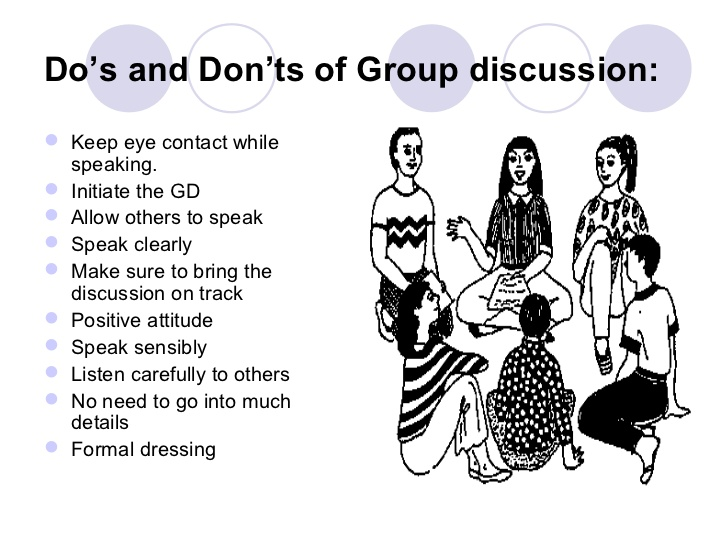 Do’s and Don’ts of Group discussion:
Keep eye contact while
speaking.
Initiate the GD
Allow others to speak
Speak clearly
Make sure to bring the
discussion on track
Positive attitude
Speak sensibly
Listen carefully to others
No need to go into much
details
Formal dressing